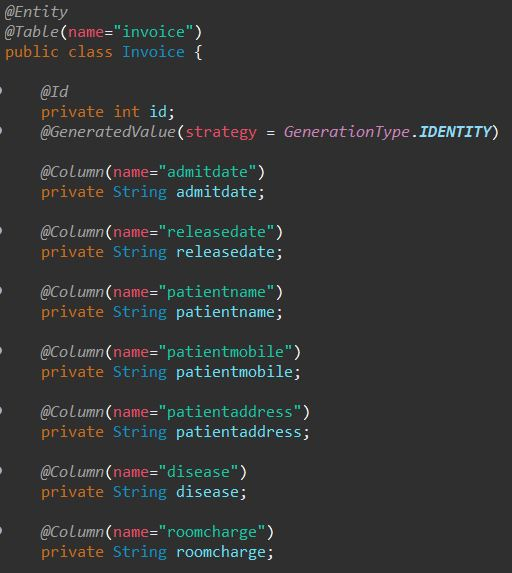 @Entity
@Table(name="invoice")
public class Invoice {
@Id
private int id;
@GeneratedValue(strategy = GenerationType.IDENTITY)
@Column(name="admitdate")
private String admitdate;
@Column(name="releasedate")
private String releasedate;
@Column(name="patientname")
private String patientname;
@Column(name="patientmobile")
private String patientmobile;
@Column(name="patientaddress")
private String patientaddress;
@Column(name="disease")
private String disease;
@Column(name="roomcharge")
private String roomcharge;